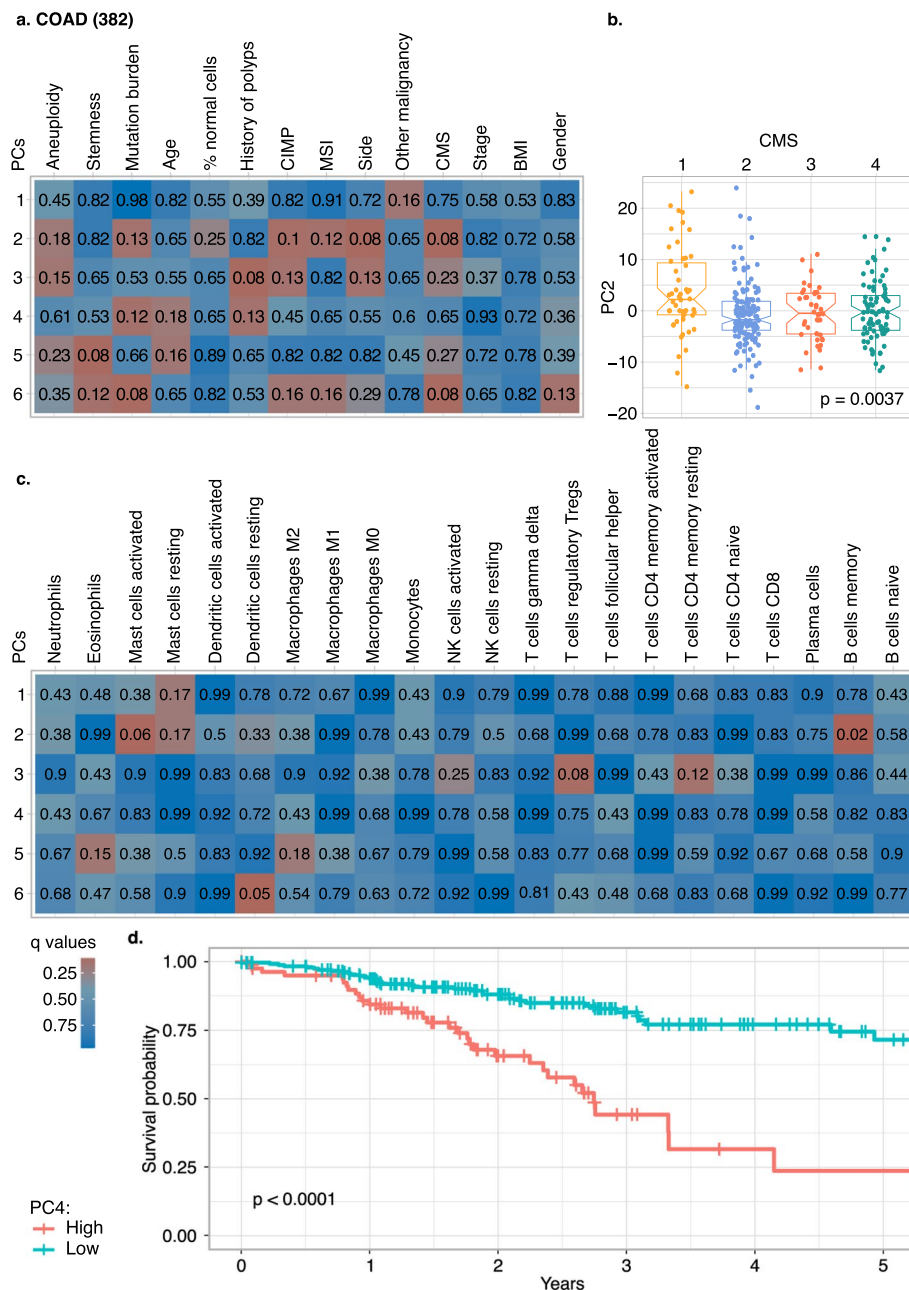 a. COAD (382)
PCs Aneuploidy Stemness Mutation burden Age % normal cells History of polyps CIMP MSI Side Other malignancy CMS Stage BMI Gender
1 0.45 0.82 0.98 0.82 0.55 0.39 0.82 0.91 0.72 0.16 0.75 0.58 0.53 0.83
2 0.18 0.82 0.13 0.65 0.25 0.82 0.1 0.12 0.08 0.65 0.08 0.82 0.72 0.58
3 0.15 0.65 0.53 0.55 0.65 0.08 0.13 0.82 0.13 0.65 0.23 0.37 0.78 0.53
4 0.61 0.53 0.12 0.18 0.65 0.13 0.45 0.65 0.55 0.6 0.65 0.93 0.72 0.36
5 0.23 0.08 0.66 0.16 0.89 0.65 0.82 0.82 0.82 0.45 0.27 0.72 0.78 0.39
6 0.35 0.12 0.08 0.65 0.82 0.53 0.16 0.16 0.29 0.78 0.08 0.65 0.82 0.13
b.
CMS
1 2 3 4
PC2
20
10
0
−10
−20
p = 0.0037
c.
PCs Neutrophils Eosinophils Mast cells activated Mast cells resting Dendritic cells activated Dendritic cells resting Macrophages M2 Macrophages M1 Macrophages M0 Monocytes NK cells activated NK cells resting T cells gamma delta T cells regulatory Tregs T cells follicular helper T cells CD4 memory activated T cells CD4 memory resting T cells CD4 naive T cells CD8 Plasma cells B cells memory B cells naive
1 0.43 0.48 0.38 0.17 0.99 0.78 0.72 0.67 0.99 0.43 0.9 0.79 0.99 0.78 0.88 0.99 0.68 0.83 0.83 0.9 0.78 0.43
2 0.38 0.99 0.06 0.17 0.5 0.33 0.38 0.99 0.78 0.43 0.79 0.5 0.68 0.99 0.68 0.78 0.83 0.99 0.83 0.75 0.02 0.58
3 0.9 0.43 0.9 0.99 0.83 0.68 0.9 0.92 0.38 0.78 0.25 0.83 0.92 0.08 0.99 0.43 0.12 0.38 0.99 0.99 0.86 0.44
4 0.43 0.67 0.83 0.99 0.92 0.72 0.43 0.99 0.68 0.99 0.78 0.58 0.99 0.75 0.43 0.99 0.83 0.78 0.99 0.58 0.82 0.83
5 0.67 0.15 0.38 0.5 0.83 0.92 0.18 0.38 0.67 0.79 0.99 0.58 0.83 0.77 0.68 0.99 0.59 0.92 0.67 0.68 0.58 0.9
6 0.68 0.47 0.58 0.9 0.99 0.05 0.54 0.79 0.63 0.72 0.92 0.99 0.81 0.43 0.48 0.68 0.83 0.68 0.99 0.92 0.99 0.77
q values
0.25
0.50
0.75
d.
Survival probability
1.00
0.75
0.50
0.25
0.00
p < 0.0001
0 1 2 3 4 5
Years
PC4:
High
Low